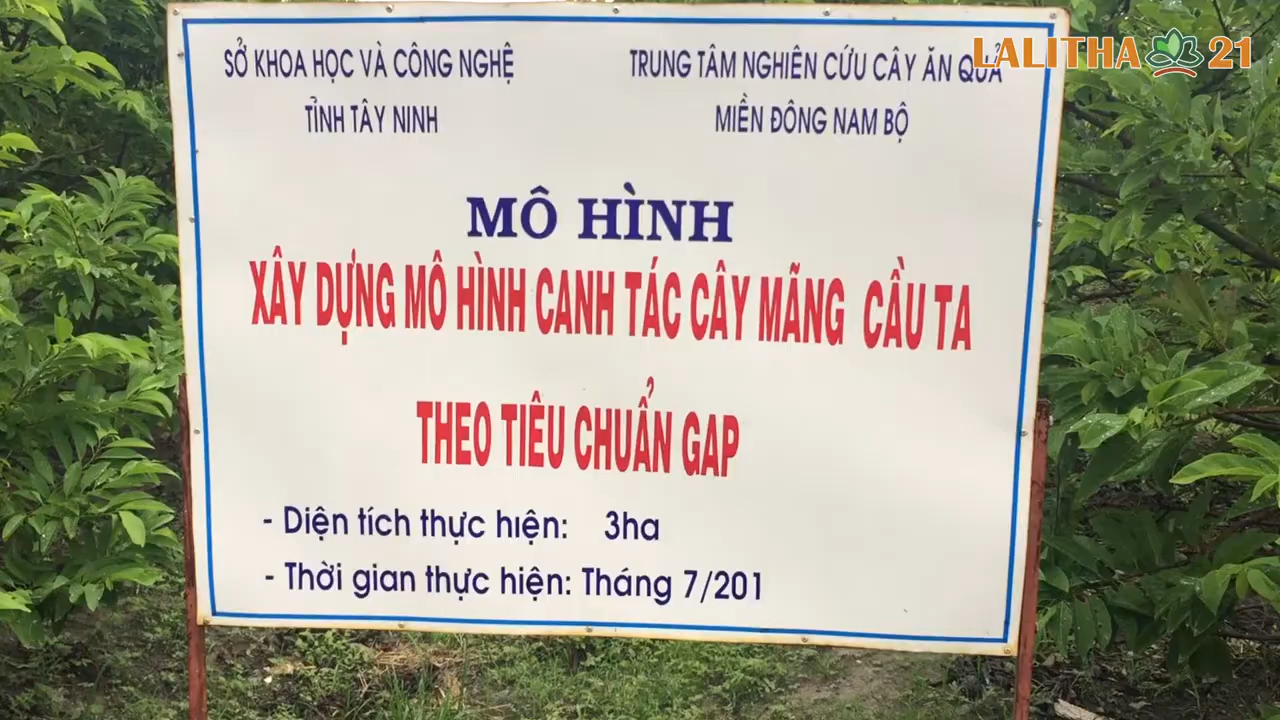 LALITHA 21
SỞ KHOA HỌC VÀ CÔNG NGHỆ
TỈNH TÂY NINH
TRUNG TÂM NGHIÊN CỨU CÂY ĂN QUẢ
MIỀN ĐÔNG NAM BỘ
MÔ HÌNH
XÂY DỰNG MÔ HÌNH CANH TÁC CÂY MÃNG CẦU TA
THEO TIÊU CHUẨN GAP
- Diện tích thực hiện: 3ha
- Thời gian thực hiện: Tháng 7/201